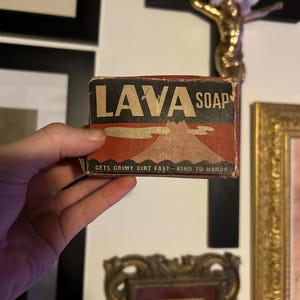 LAVA SOAP
GETS GRIMY DIRT FAST - KIND TO HANDS